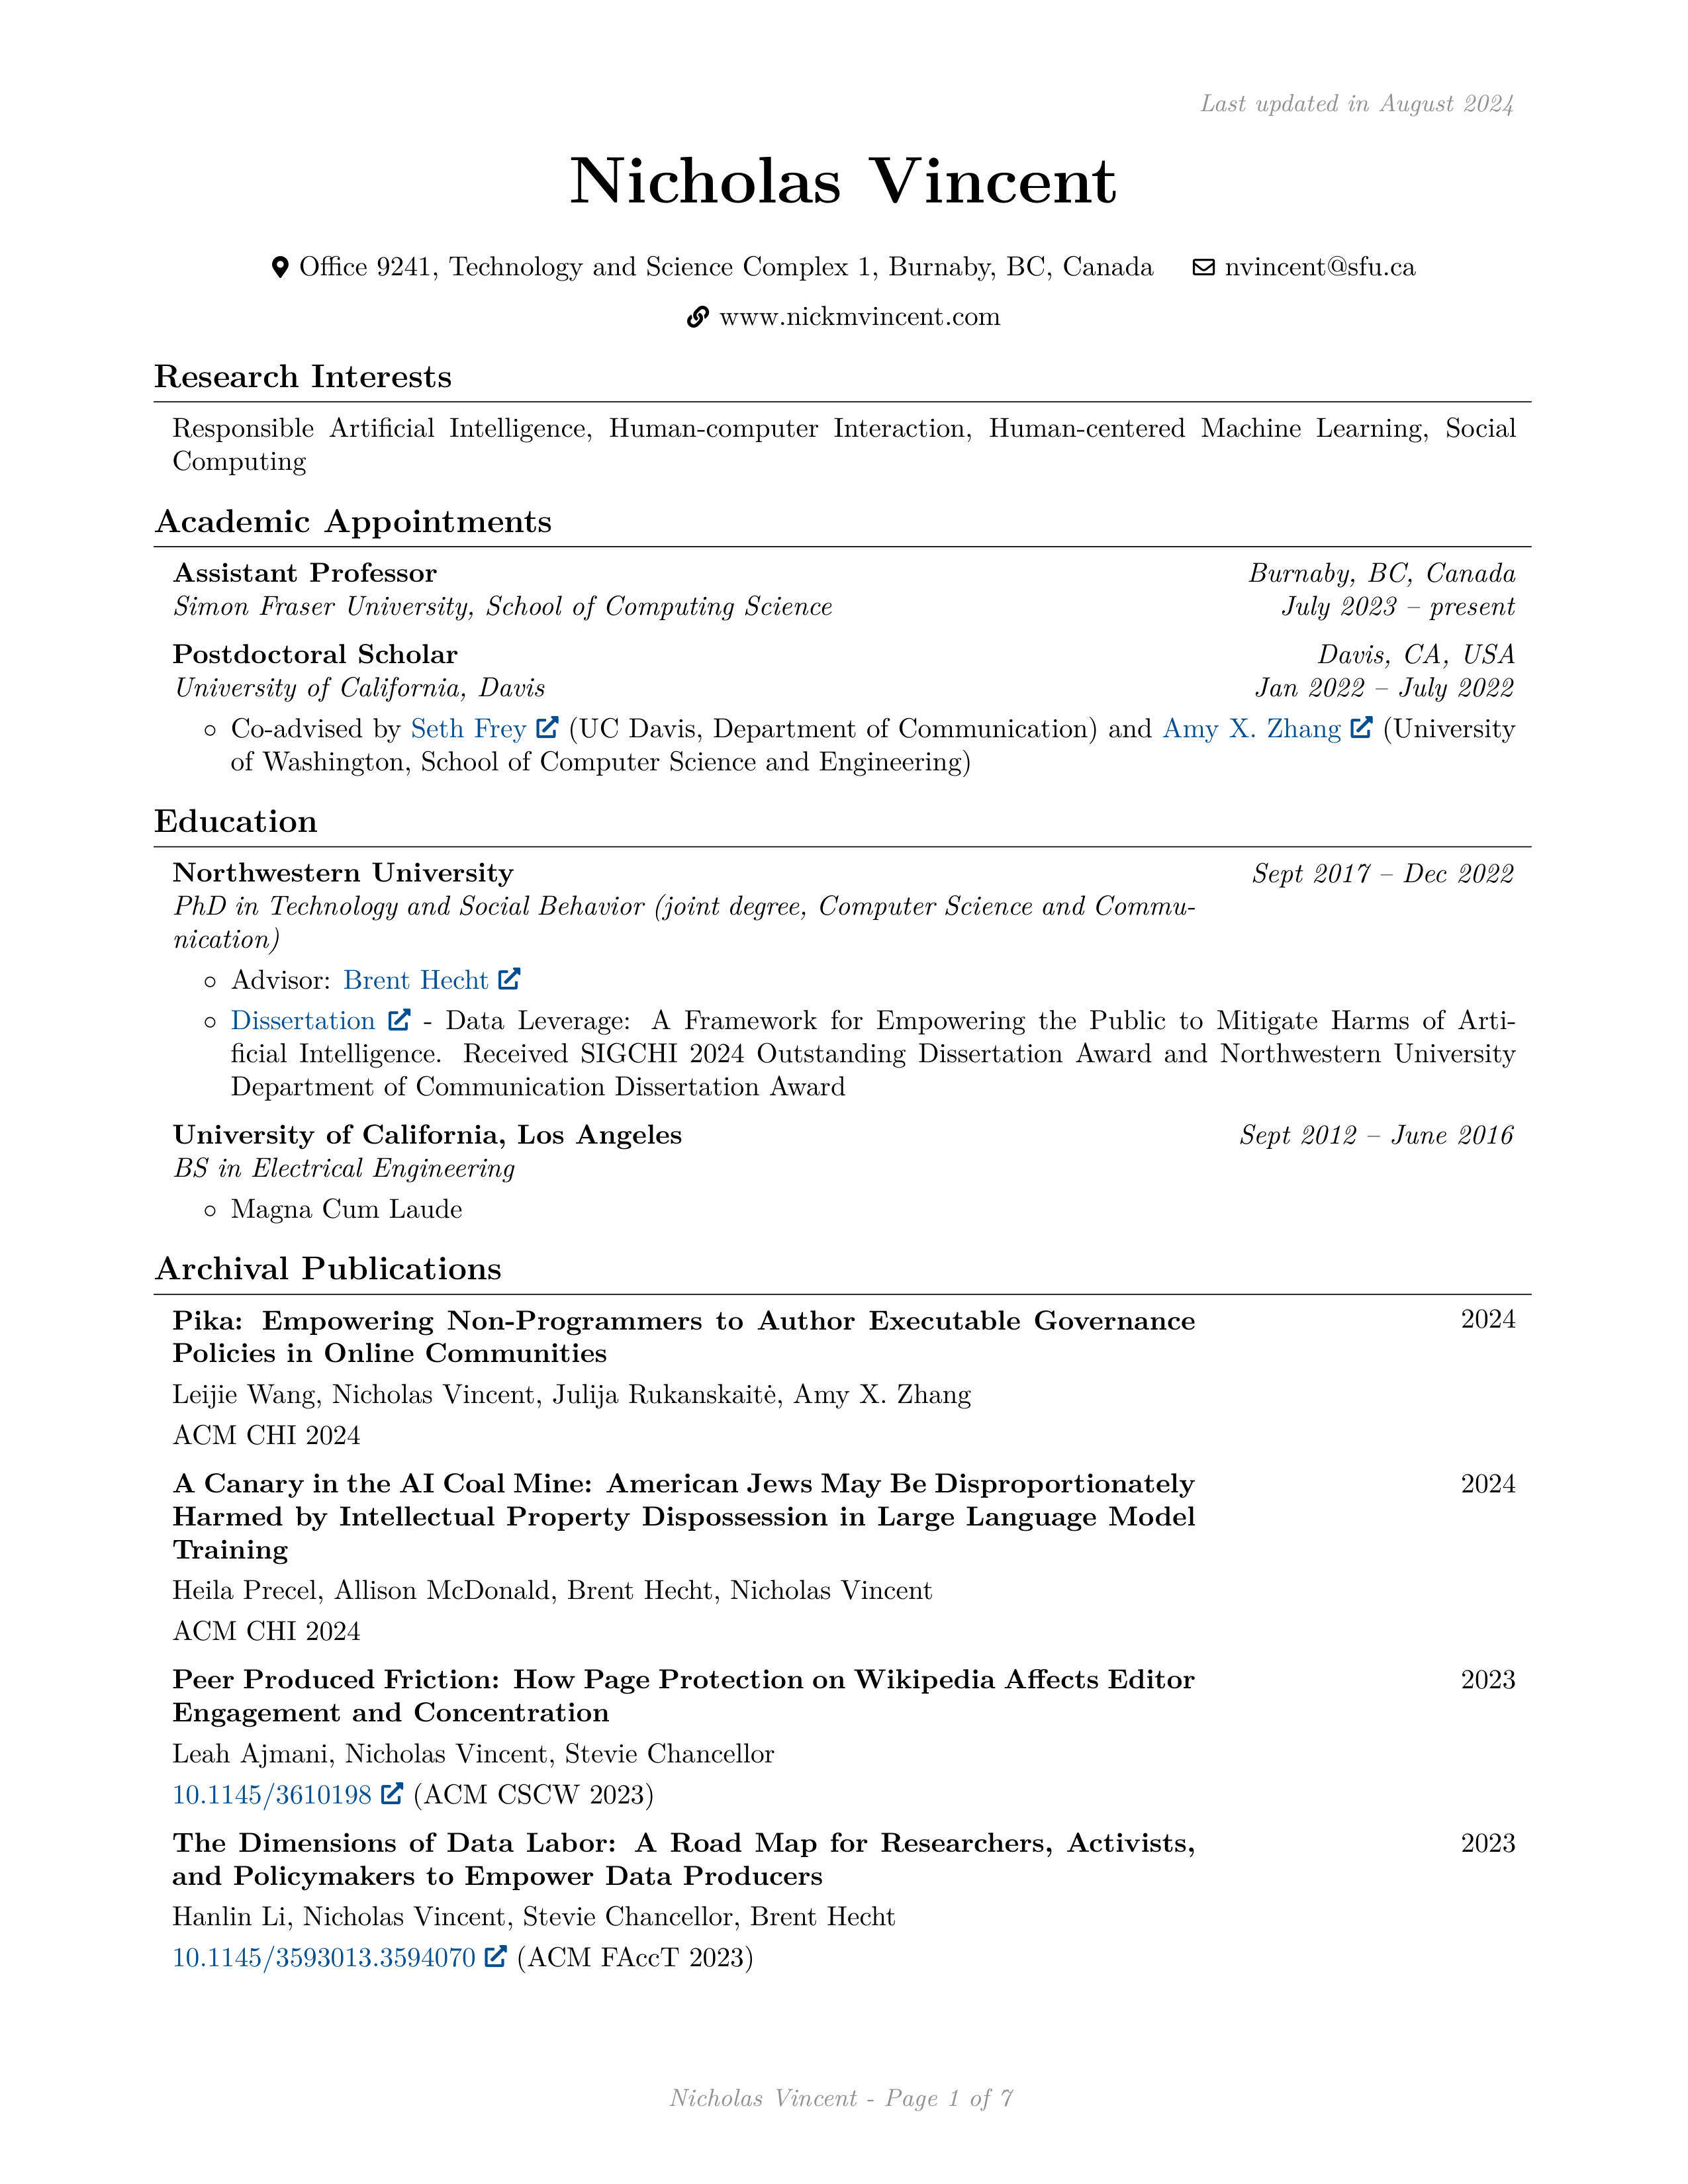 Last updated in August 2024
Nicholas Vincent
Office 9241, Technology and Science Complex 1, Burnaby, BC, Canada nvincent@sfu.ca
www.nickmvincent.com
Research Interests
Responsible Artificial Intelligence, Human-computer Interaction, Human-centered Machine Learning, Social
Computing
Academic Appointments
Assistant Professor Burnaby, BC, Canada
Simon Fraser University, School of Computing Science July 2023 – present
Postdoctoral Scholar Davis, CA, USA
University of California, Davis Jan 2022 – July 2022
◦ Co-advised by Seth Frey (UC Davis, Department of Communication) and Amy X. Zhang (University
of Washington, School of Computer Science and Engineering)
Education
Northwestern University Sept 2017 – Dec 2022
PhD in Technology and Social Behavior (joint degree, Computer Science and Commu-
nication)
◦ Advisor: Brent Hecht
◦ Dissertation - Data Leverage: A Framework for Empowering the Public to Mitigate Harms of Arti-
ficial Intelligence. Received SIGCHI 2024 Outstanding Dissertation Award and Northwestern University
Department of Communication Dissertation Award
University of California, Los Angeles Sept 2012 – June 2016
BS in Electrical Engineering
◦ Magna Cum Laude
Archival Publications
Pika: Empowering Non-Programmers to Author Executable Governance 2024
Policies in Online Communities
Leijie Wang, Nicholas Vincent, Julija Rukanskaitė, Amy X. Zhang
ACM CHI 2024
A Canary in the AI Coal Mine: American Jews May Be Disproportionately 2024
Harmed by Intellectual Property Dispossession in Large Language Model
Training
Heila Precel, Allison McDonald, Brent Hecht, Nicholas Vincent
ACM CHI 2024
Peer Produced Friction: How Page Protection on Wikipedia Affects Editor 2023
Engagement and Concentration
Leah Ajmani, Nicholas Vincent, Stevie Chancellor
10.1145/3610198 (ACM CSCW 2023)
The Dimensions of Data Labor: A Road Map for Researchers, Activists, 2023
and Policymakers to Empower Data Producers
Hanlin Li, Nicholas Vincent, Stevie Chancellor, Brent Hecht
10.1145/3593013.3594070 (ACM FAccT 2023)
Nicholas Vincent - Page 1 of 7